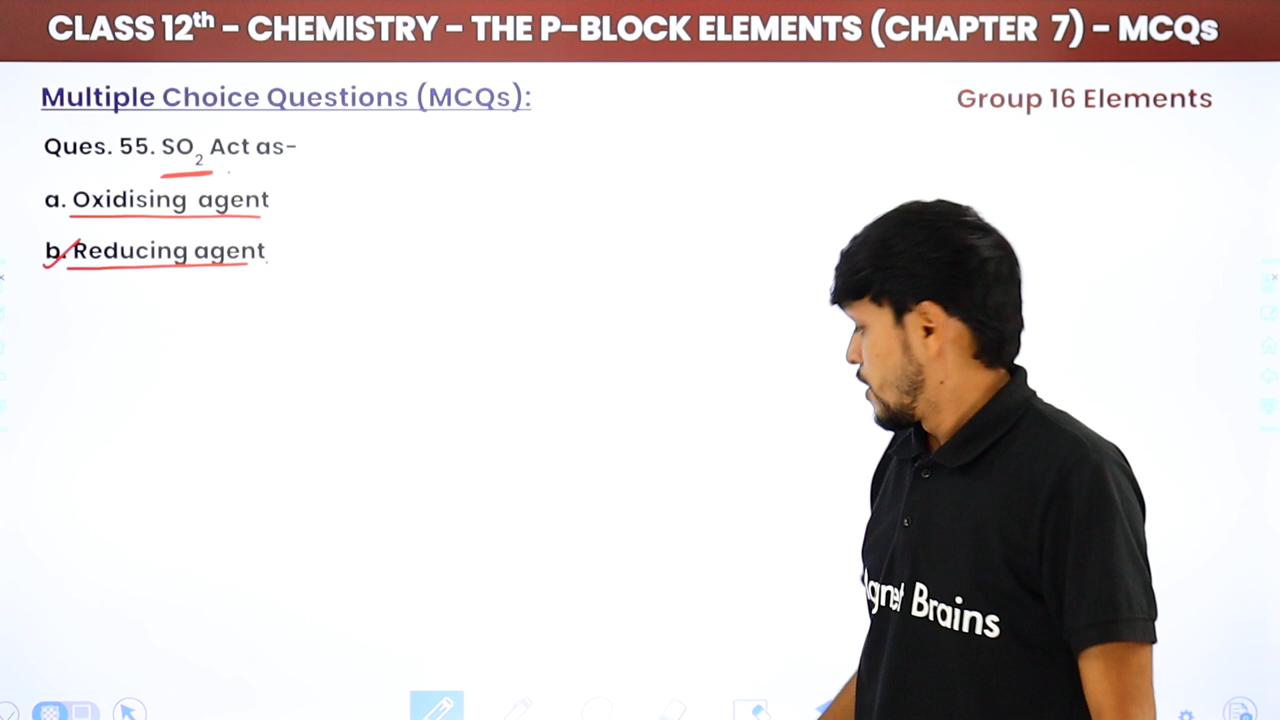 CLASS 12th - CHEMISTRY - THE P-BLOCK ELEMENTS (CHAPTER 7) - MCQs
Multiple Choice Questions (MCQs):
Group 16 Elements
Ques. 55. SO2 Act as-
a. Oxidising agent
b. Reducing agent
Brains